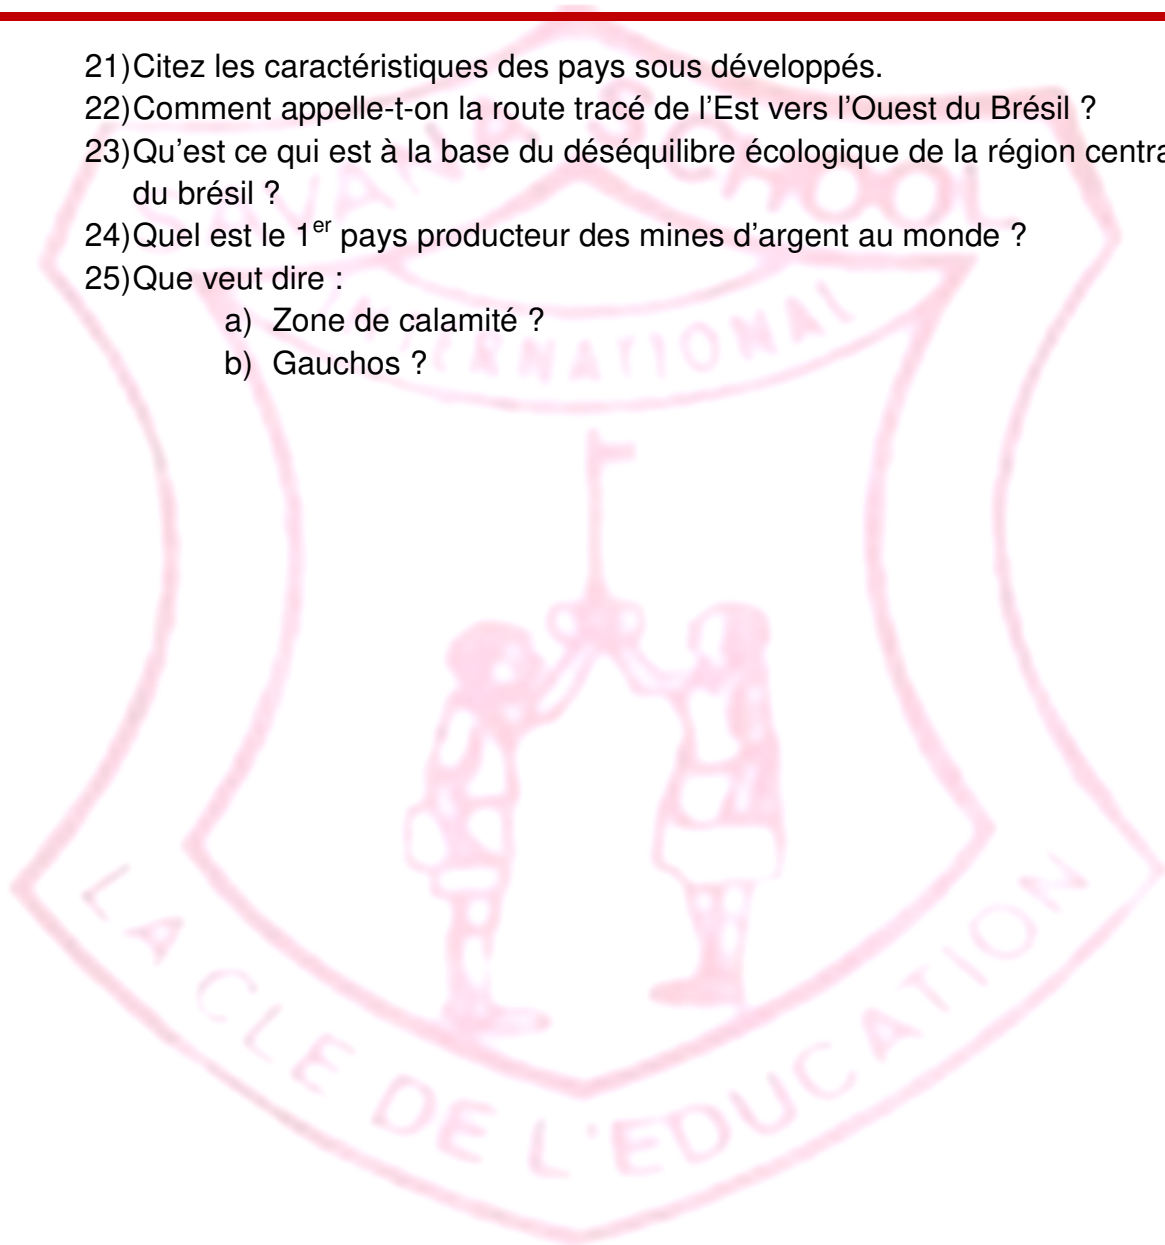 21)Citez les caractéristiques des pays sous développés.
22)Comment appelle-t-on la route tracé de l'Est vers l'Ouest du Brésil ?
23)Qu'est ce qui est à la base du déséquilibre écologique de la région centra
du brésil ?
24)Quel est le 1er pays producteur des mines d'argent au monde ?
25)Que veut dire :
a) Zone de calamité ?
b) Gauchos ?
SAVANA SCHOOL
INTERNATIONAL
LA CLE DE L'EDUCATION